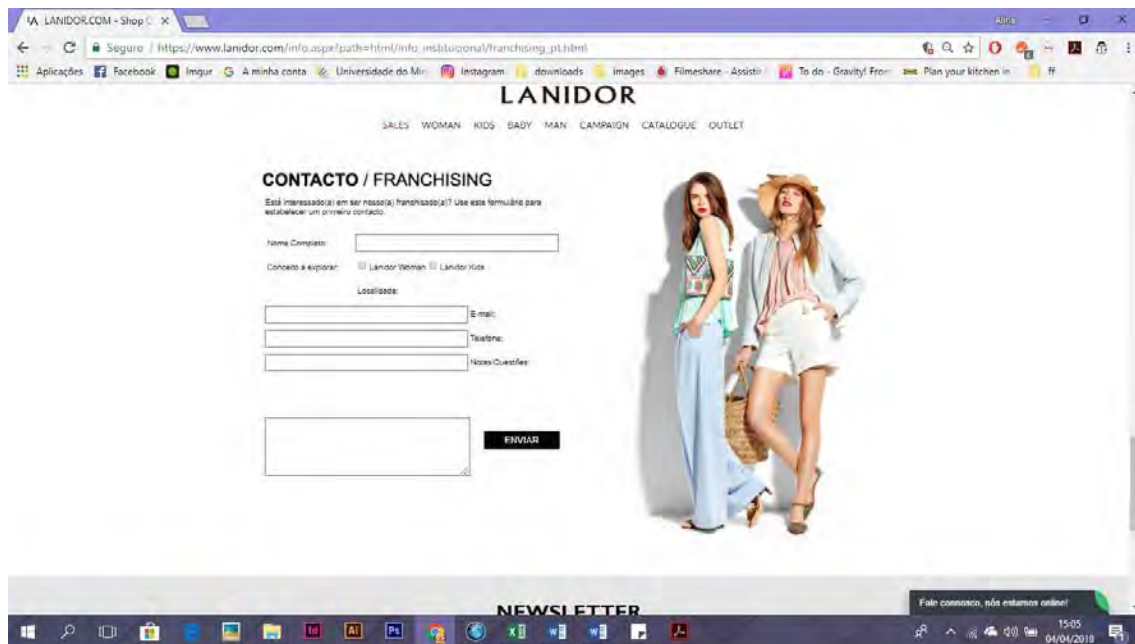 LANIDOR.COM - Shop
Alina
Seguro | https://www.lanidor.com/info.aspx?path=html/info_institucional/franchising_pt.html
Aplicações Facebook Imgur A minha conta Universidade do Instagram downloads images Filmeshare - Assistir To do - Gravity! From Plan your kitchen in ff
LANIDOR
SALES WOMAN KIDS BABY MAN CAMPAIGN CATALOGUE OUTLET
CONTACTO / FRANCHISING
Está interessado(a) em ser nosso(a) franchisado(a)? Use este formulário para
estabelecer um primeiro contacto.
Nome Completo:
Conceito a explorar: Lanidor Woman Lanidor Kids
Localidade:
E-mail:
Telefone:
Notas/Questões:
ENVIAR
NEWSLETTER
Fale connosco, nós estamos online!
15:05
04/04/2018